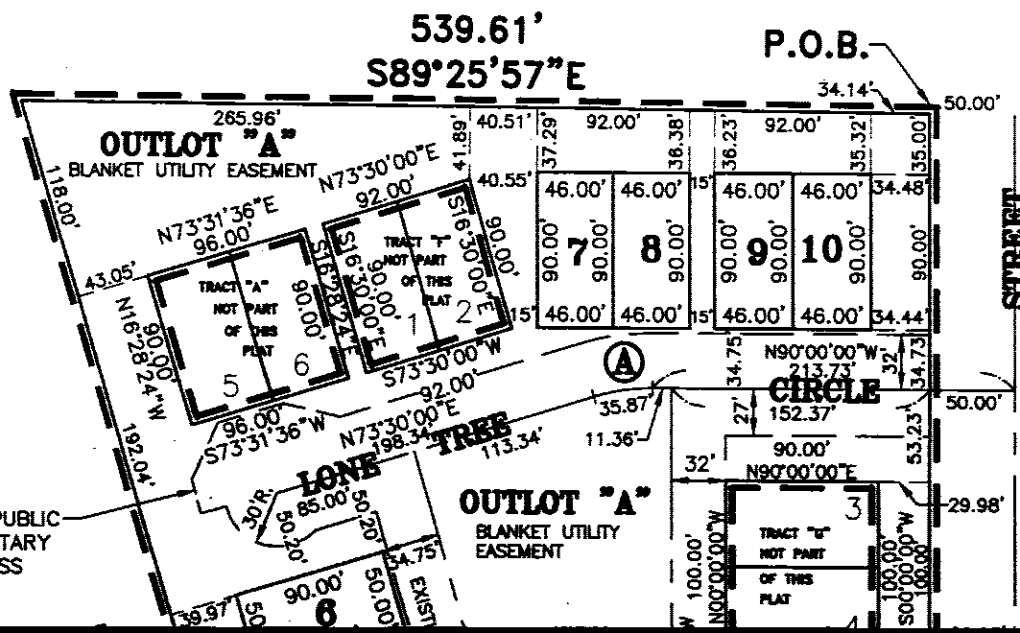 539.61'
S89°25'57"E
P.O.B.
34.14'
50.00'
265.96'
40.51'
92.00'
92.00'
OUTLOT "A"
BLANKET UTILITY EASEMENT
41.89'
37.29'
38.38'
36.23'
35.32'
35.00'
118.00'
N73°30'00"E
92.00'
40.55'
46.00'
46.00'
15'
46.00'
46.00'
34.48'
STREET
N73°31'36"E
96.00'
43.05'
S16°28'24"E
90.00'
S16°30'00"E
90.00'
S16°30'00"E
90.00'
TRACT "F"
NOT PART
OF THIS
PLAT
1
2
TRACT "A"
NOT PART
OF THIS
PLAT
5
6
90.00'
7
90.00'
8
90.00'
90.00'
9
90.00'
10
90.00'
90.00'
15'
46.00'
46.00'
15'
46.00'
46.00'
34.44'
N16°28'24"W
90.00'
192.04'
96.00'
S73°31'36"W
S73°30'00"W
92.00'
N73°30'00"E
198.34'
LONE TREE CIRCLE
113.34'
35.87'
11.36'
A
34.75'
N90°00'00"W
213.73'
32'
34.73'
50.00'
27'
152.37'
53.23'
90.00'
N90°00'00"E
32'
29.98'
PUBLIC
TARY
SS
30'R.
85.00'
50.20'
50.20'
34.75'
OUTLOT "A"
BLANKET UTILITY
EASEMENT
3
TRACT "G"
NOT PART
OF THIS
PLAT
100.00'
N00°00'00"W
100.00'
S00°00'00"W
100.00
39.97'
90.00'
6
50.00'
EXISTI